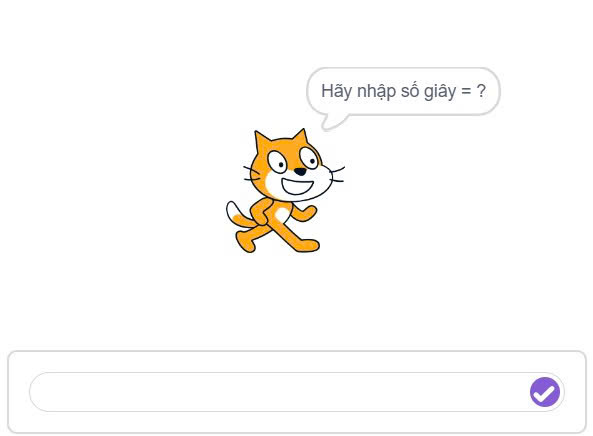 Hãy nhập số giây = ?